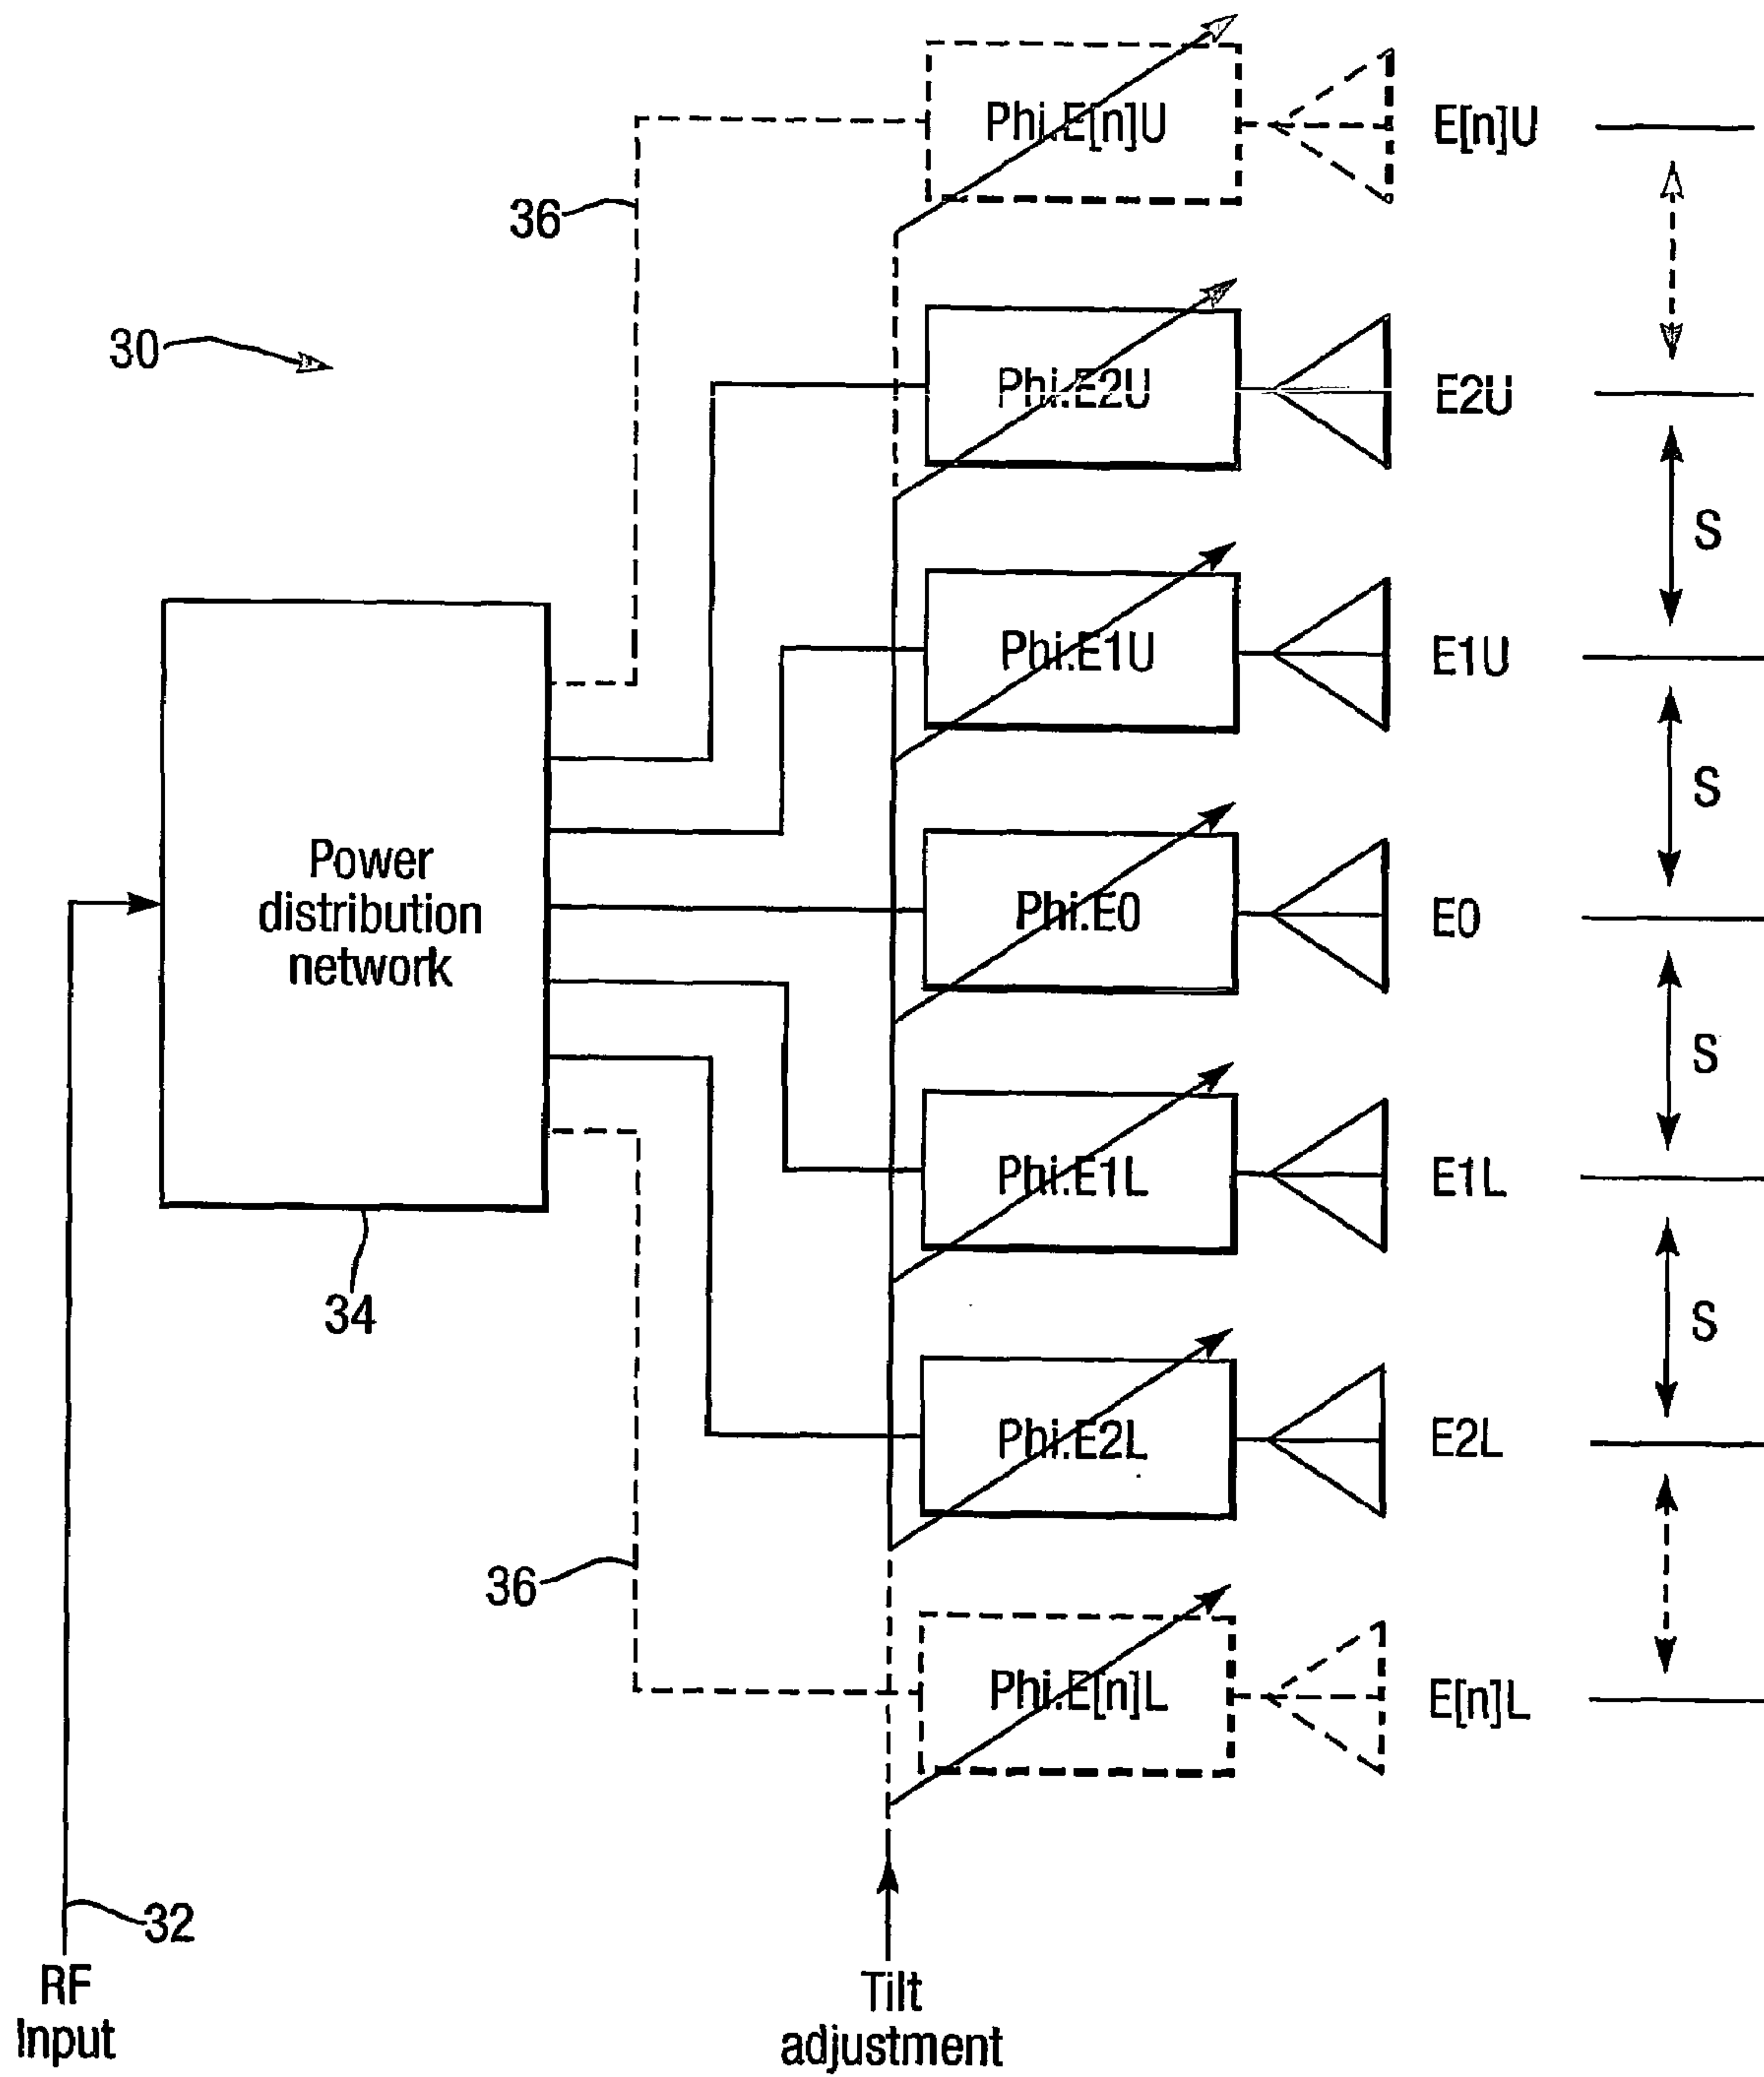 Phi.E[n]U
E[n]U
36
30
Phi.E2U
E2U
S
Phi.E1U
E1U
S
Power
distribution
network
Phi.E0
E0
S
Phi.E1L
E1L
34
S
Phi.E2L
E2L
36
Phi.E[n]L
E[n]L
32
RF
Input
Tilt
adjustment